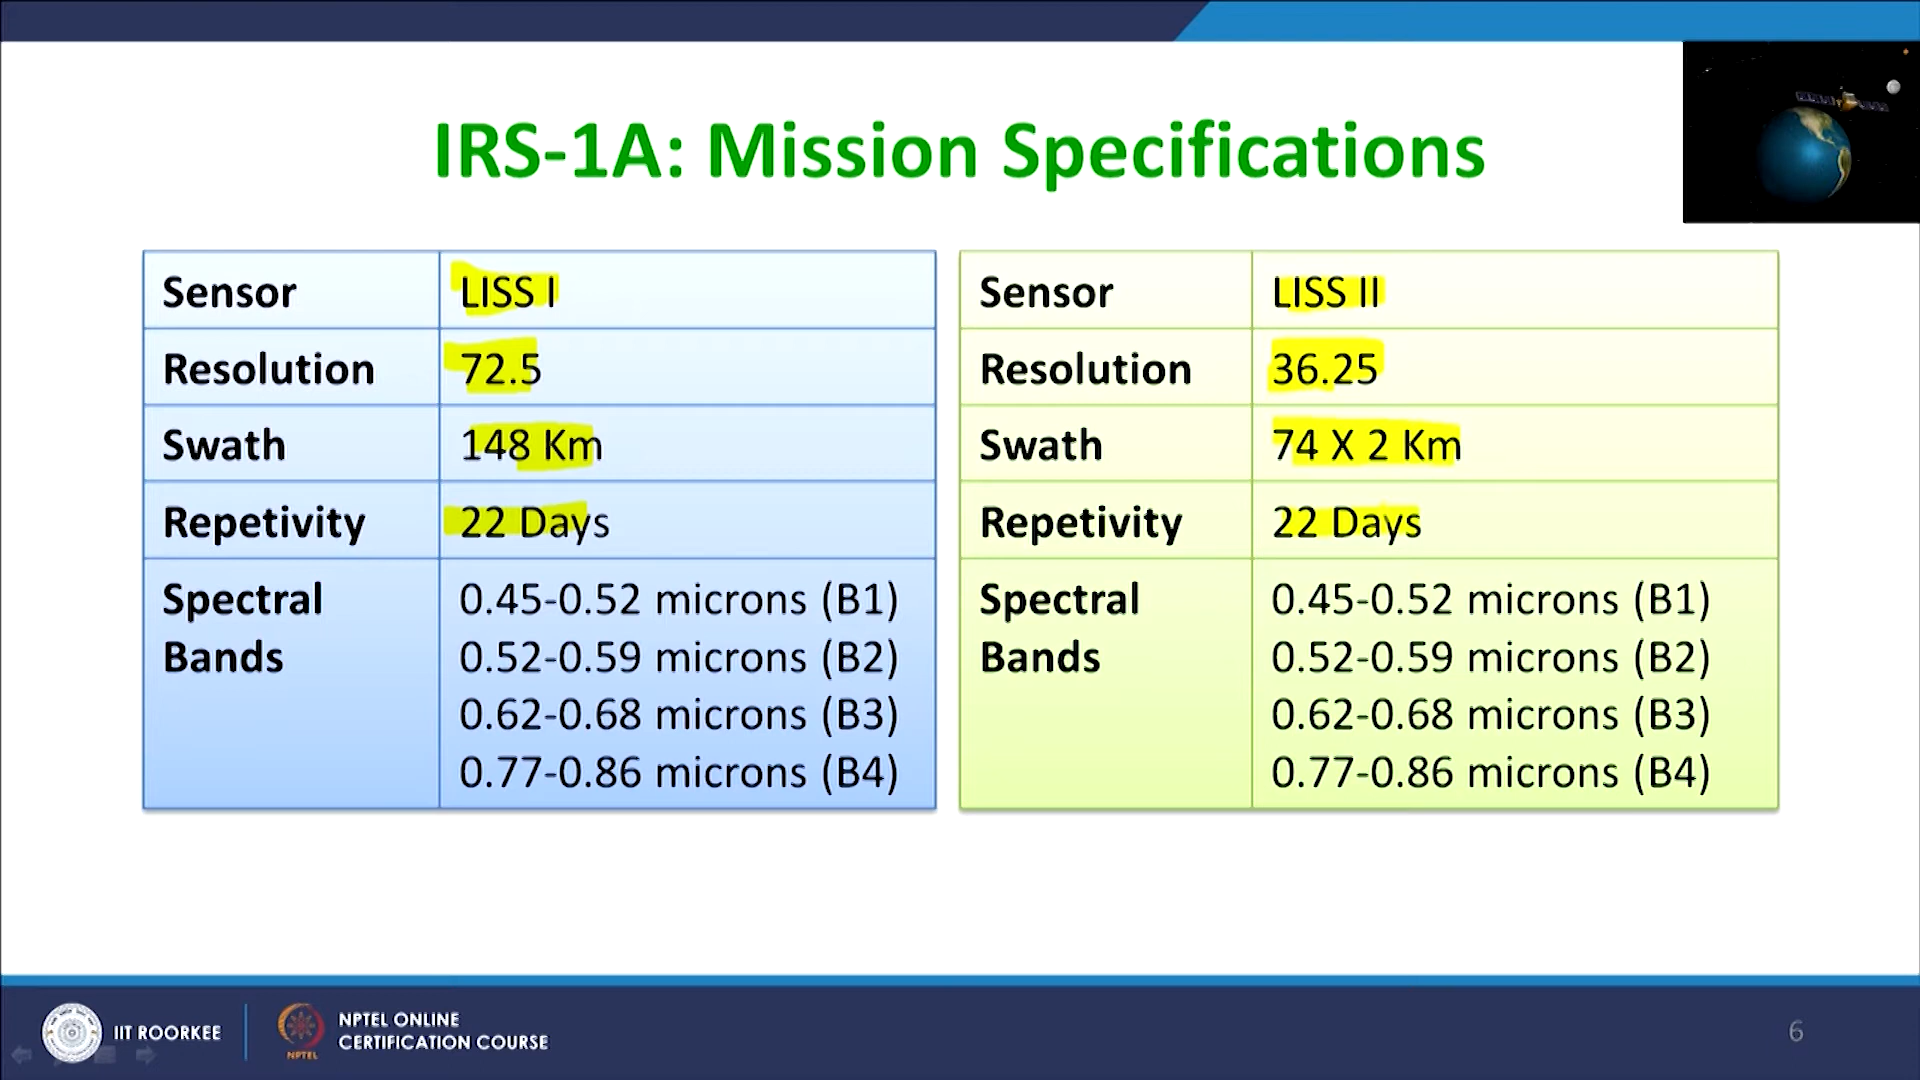 IRS-1A: Mission Specifications
Sensor LISS I
Resolution 72.5
Swath 148 Km
Repetivity 22 Days
Spectral Bands 0.45-0.52 microns (B1)
0.52-0.59 microns (B2)
0.62-0.68 microns (B3)
0.77-0.86 microns (B4)
Sensor LISS II
Resolution 36.25
Swath 74 X 2 Km
Repetivity 22 Days
Spectral Bands 0.45-0.52 microns (B1)
0.52-0.59 microns (B2)
0.62-0.68 microns (B3)
0.77-0.86 microns (B4)
IIT ROORKEE
NPTEL
NPTEL ONLINE
CERTIFICATION COURSE
6